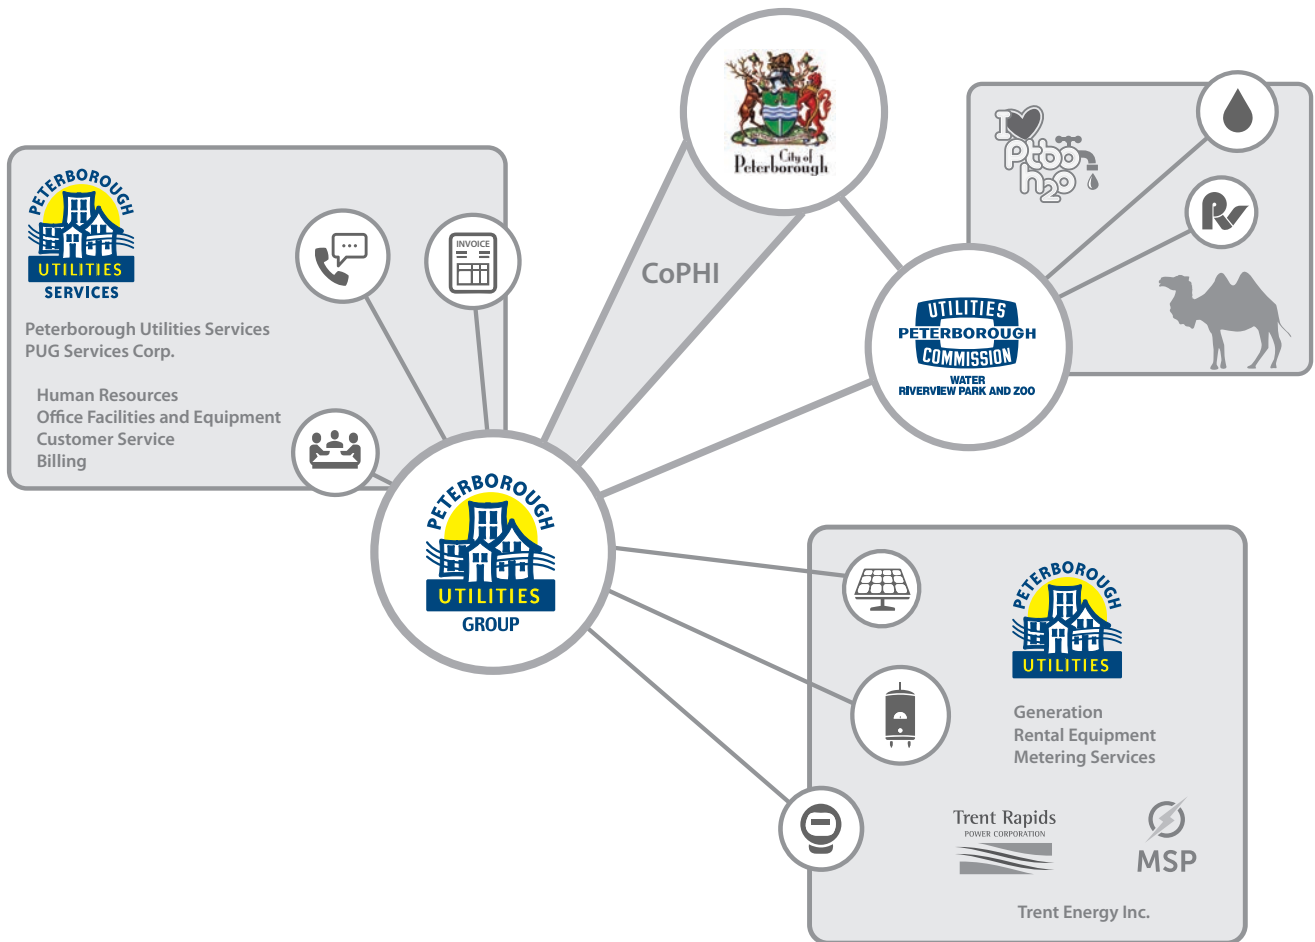 City of
Peterborough
I
Ptbo
h2o
PETERBOROUGH
UTILITIES
SERVICES
INVOICE
CoPHI
UTILITIES
PETERBOROUGH
COMMISSION
WATER
RIVERVIEW PARK AND ZOO
Peterborough Utilities Services
PUG Services Corp.
Human Resources
Office Facilities and Equipment
Customer Service
Billing
PETERBOROUGH
UTILITIES
GROUP
PETERBOROUGH
UTILITIES
Generation
Rental Equipment
Metering Services
Trent Rapids
POWER CORPORATION
MSP
Trent Energy Inc.